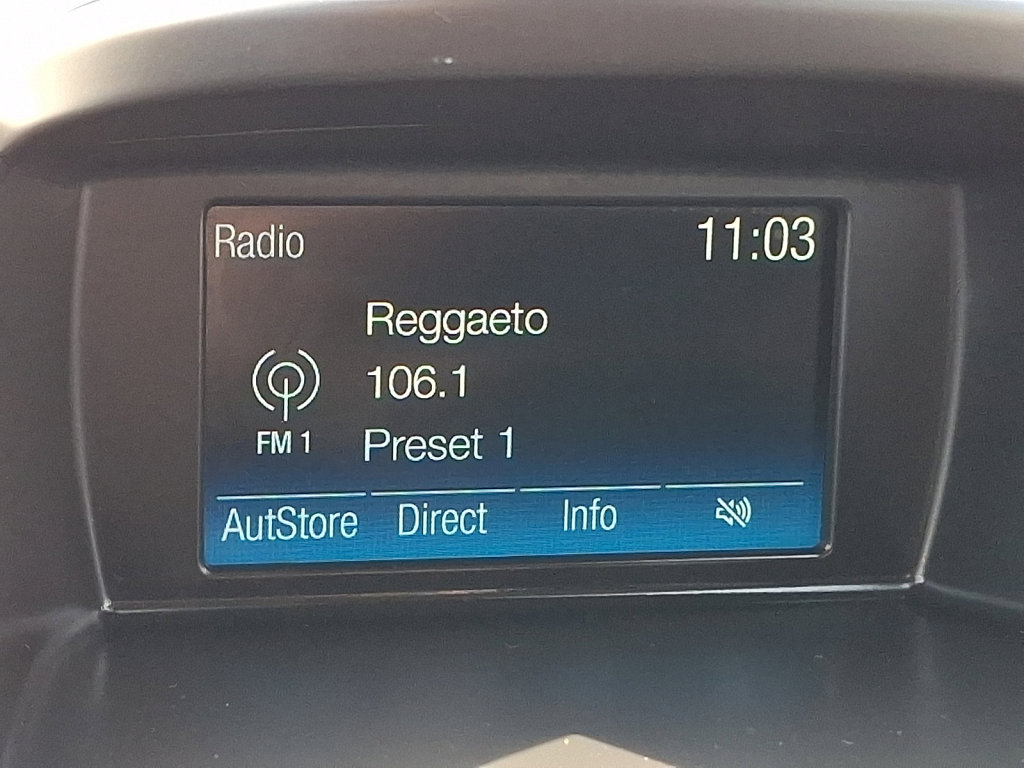 Radio 11:03
Reggaeto
106.1
FM 1
Preset 1
AutStore Direct Info